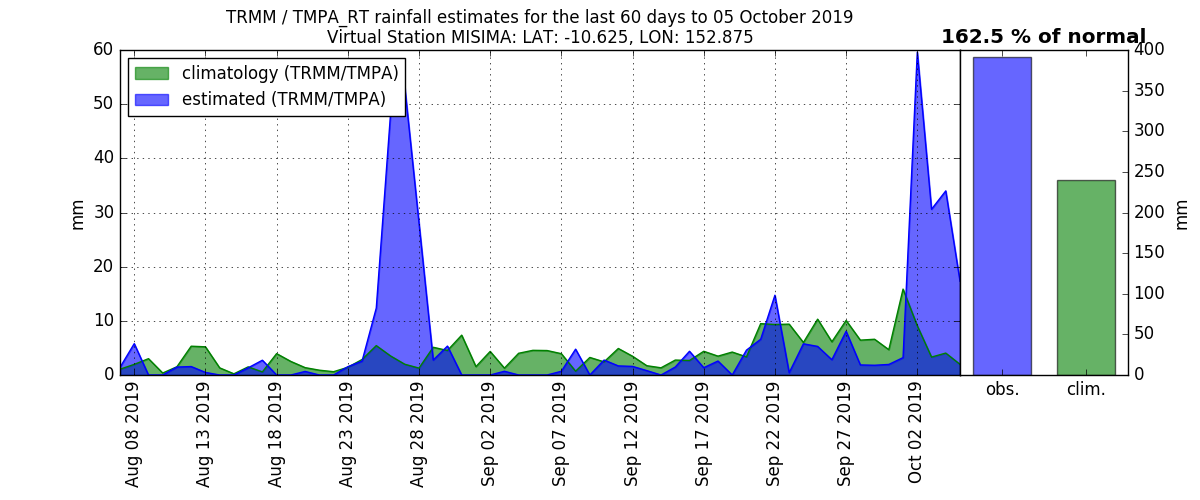 TRMM / TMPA_RT rainfall estimates for the last 60 days to 05 October 2019
Virtual Station MISIMA: LAT: -10.625, LON: 152.875
162.5 % of normal
climatology (TRMM/TMPA)
estimated (TRMM/TMPA)
60
50
40
30
20
10
0
mm
400
350
300
250
200
150
100
50
0
mm
Aug 08 2019
Aug 13 2019
Aug 18 2019
Aug 23 2019
Aug 28 2019
Sep 02 2019
Sep 07 2019
Sep 12 2019
Sep 17 2019
Sep 22 2019
Sep 27 2019
Oct 02 2019
obs.
clim.